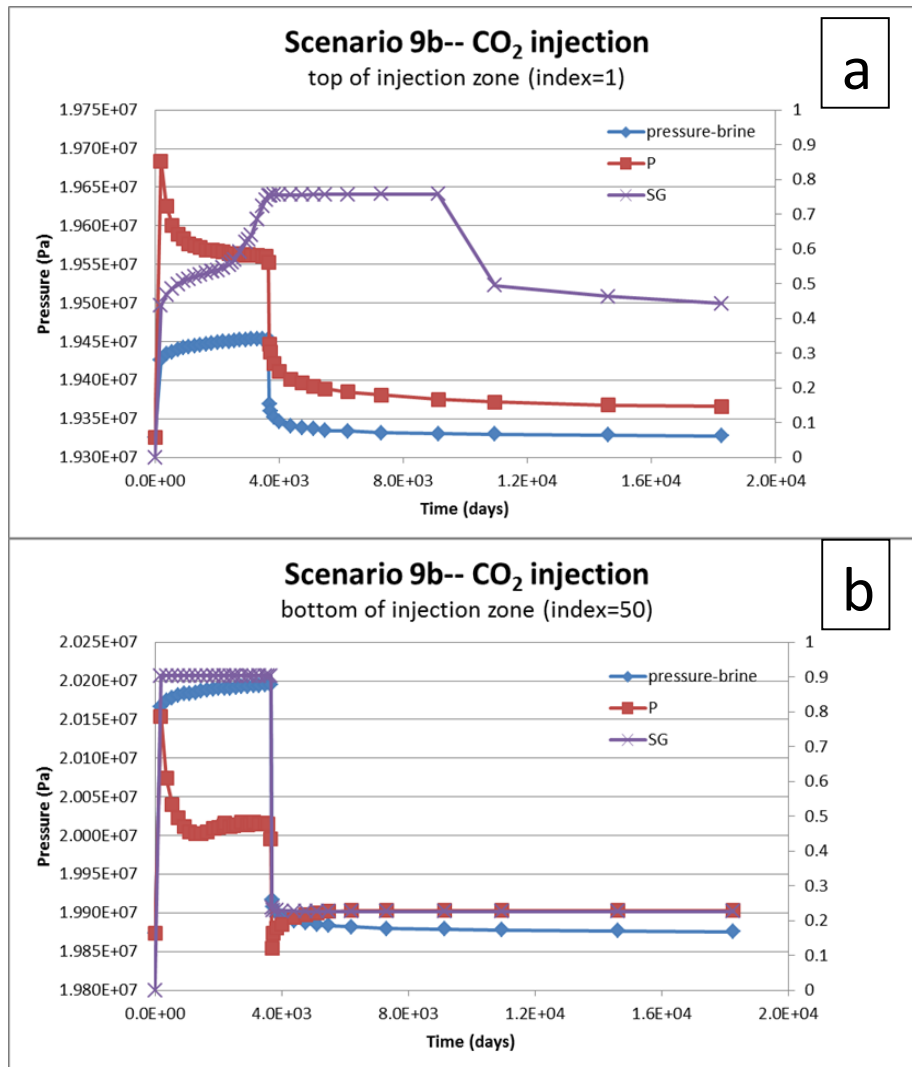 Scenario 9b-- CO₂ injection
a
top of injection zone (index=1)
1.975E+07
1.970E+07
1.965E+07
1.960E+07
1.955E+07
1.950E+07
1.945E+07
1.940E+07
1.935E+07
1.930E+07
Pressure (Pa)
pressure-brine
P
SG
1
0.9
0.8
0.7
0.6
0.5
0.4
0.3
0.2
0.1
0
0.0E+00 4.0E+03 8.0E+03 1.2E+04 1.6E+04 2.0E+04
Time (days)
Scenario 9b-- CO₂ injection
b
bottom of injection zone (index=50)
2.025E+07
2.020E+07
2.015E+07
2.010E+07
2.005E+07
2.000E+07
1.995E+07
1.990E+07
1.985E+07
1.980E+07
Pressure (Pa)
pressure-brine
P
SG
1
0.9
0.8
0.7
0.6
0.5
0.4
0.3
0.2
0.1
0
0.0E+00 4.0E+03 8.0E+03 1.2E+04 1.6E+04 2.0E+04
Time (days)